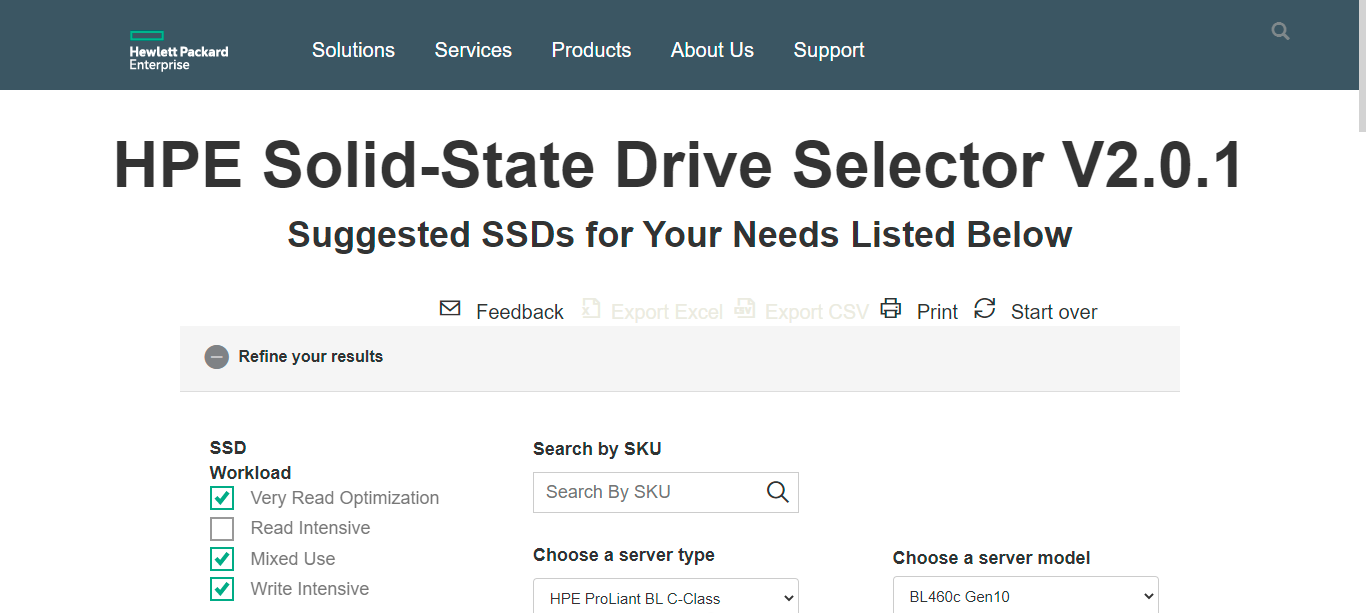 Hewlett Packard
Enterprise
Solutions Services Products About Us Support
HPE Solid-State Drive Selector V2.0.1
Suggested SSDs for Your Needs Listed Below
Feedback Export Excel Export CSV Print Start over
Refine your results
SSD
Workload
Very Read Optimization
Read Intensive
Mixed Use
Write Intensive
Search by SKU
Search By SKU
Choose a server type
HPE ProLiant BL C-Class
Choose a server model
BL460c Gen10